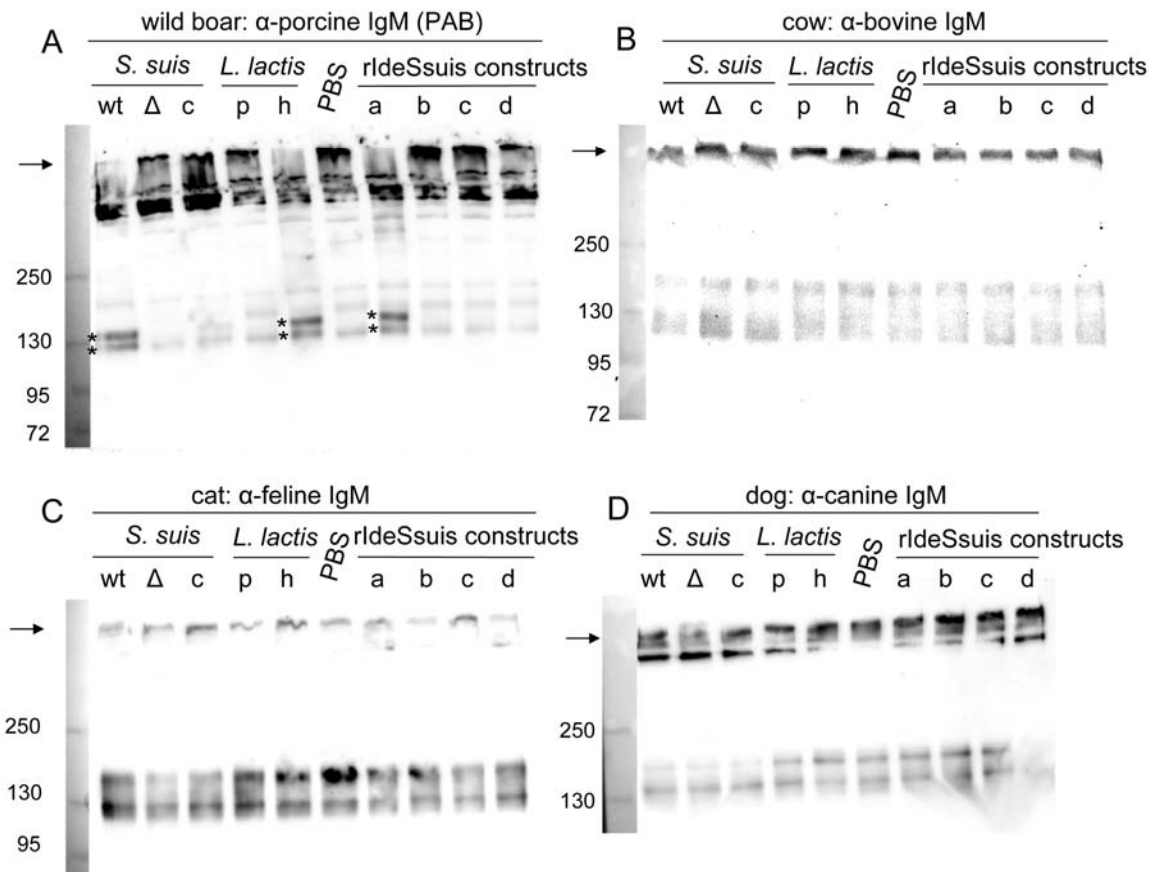 A
wild boar: α-porcine IgM (PAB)
S. suis L. lactis PBS rIdeSsuis constructs
wt Δ c p h a b c d
250
130
95
72
*
*
*
*
*
*
B
cow: α-bovine IgM
S. suis L. lactis PBS rIdeSsuis constructs
wt Δ c p h a b c d
250
130
95
72
C
cat: α-feline IgM
S. suis L. lactis PBS rIdeSsuis constructs
wt Δ c p h a b c d
250
130
95
D
dog: α-canine IgM
S. suis L. lactis PBS rIdeSsuis constructs
wt Δ c p h a b c d
250
130